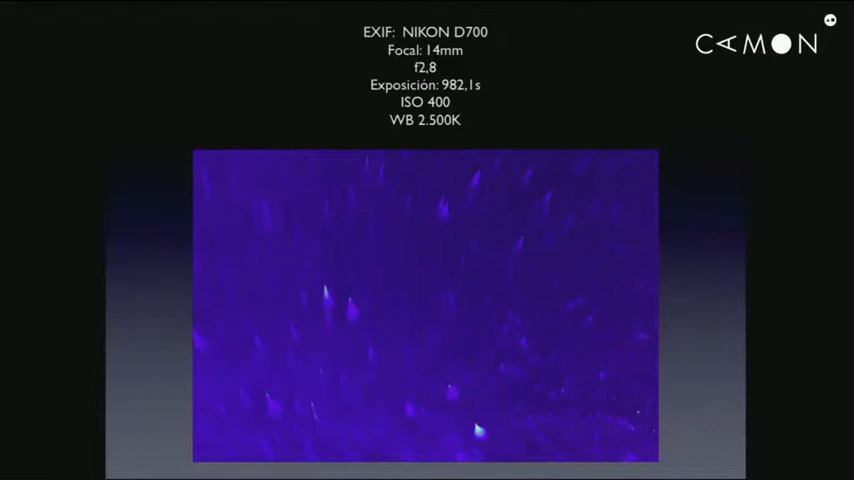 EXIF: NIKON D700
Focal: 14mm
f2,8
Exposición: 982,1s
ISO 400
WB 2.500K
CAMON